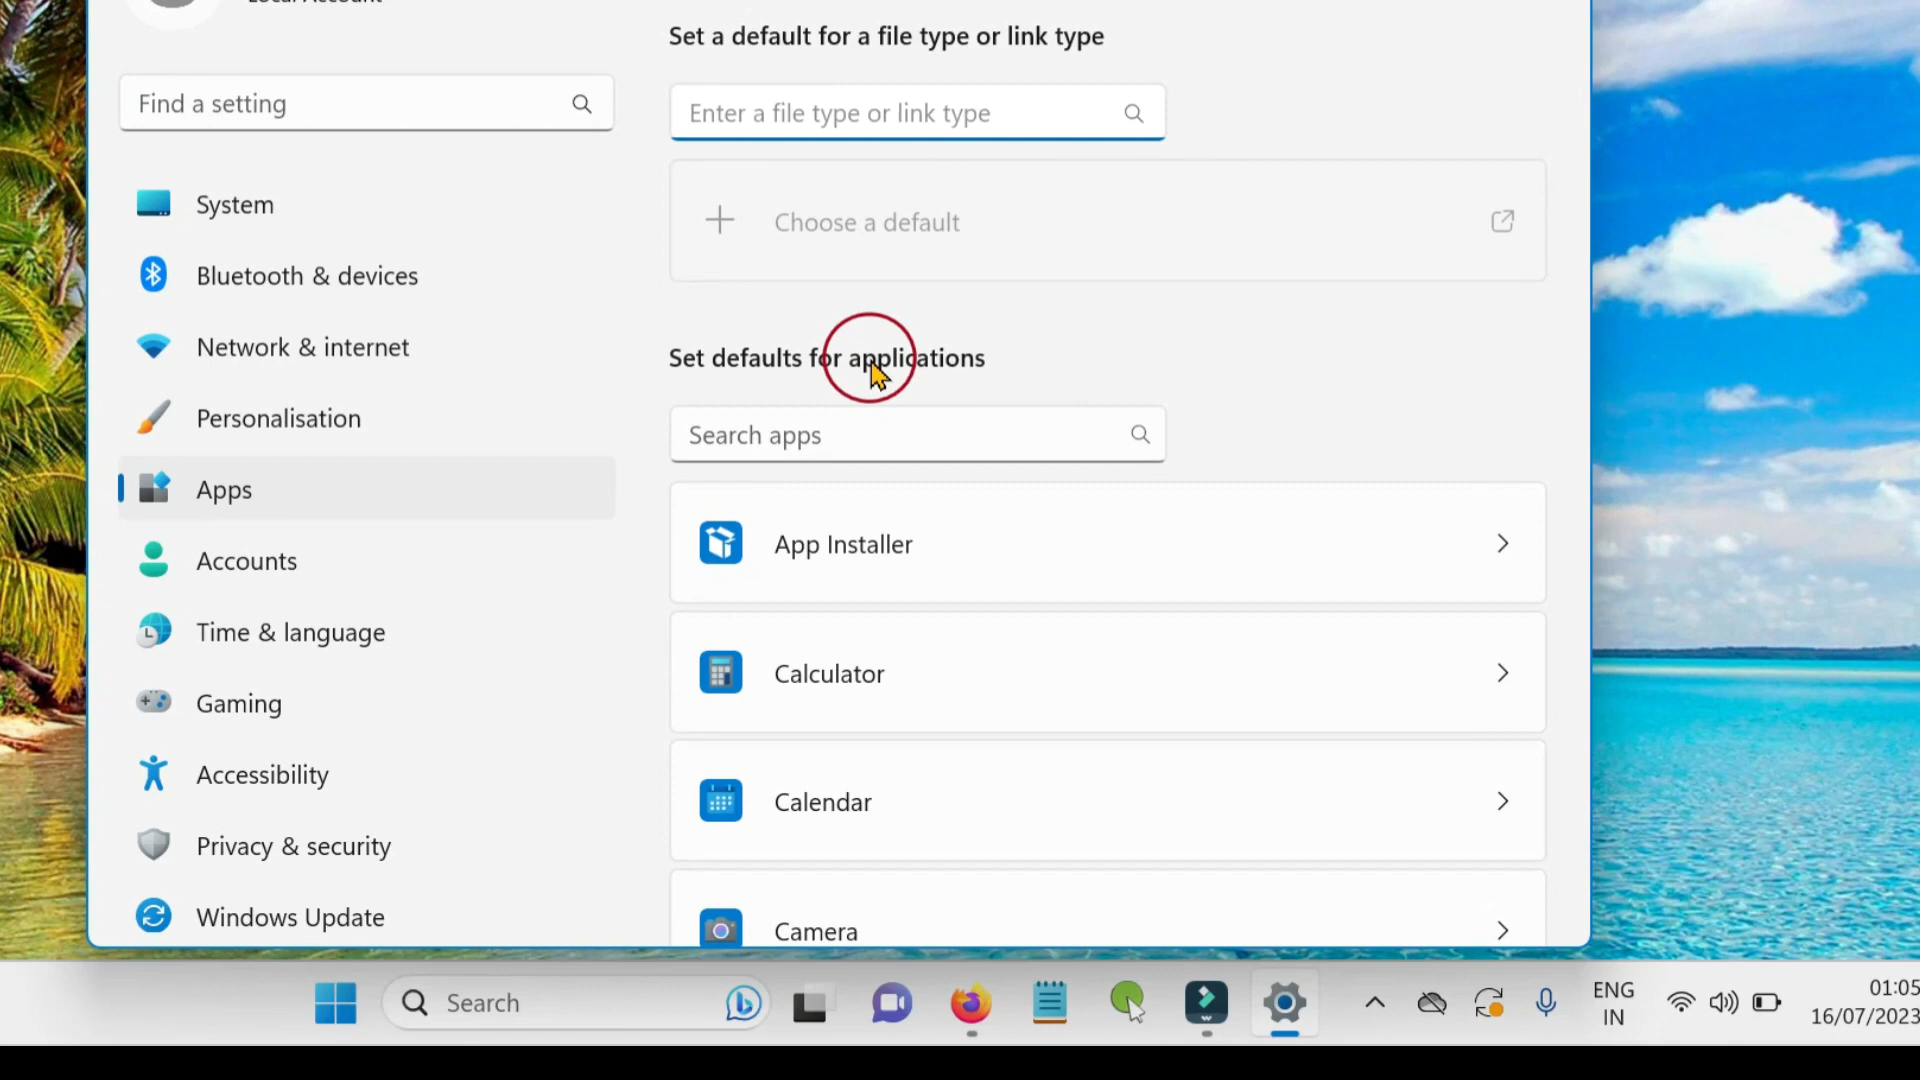 Local Account
Find a setting
System
Bluetooth & devices
Network & internet
Personalisation
Apps
Accounts
Time & language
Gaming
Accessibility
Privacy & security
Windows Update
Set a default for a file type or link type
Enter a file type or link type
Choose a default
Set defaults for applications
Search apps
App Installer
Calculator
Calendar
Camera
Search
ENG
IN
01:05
16/07/2023